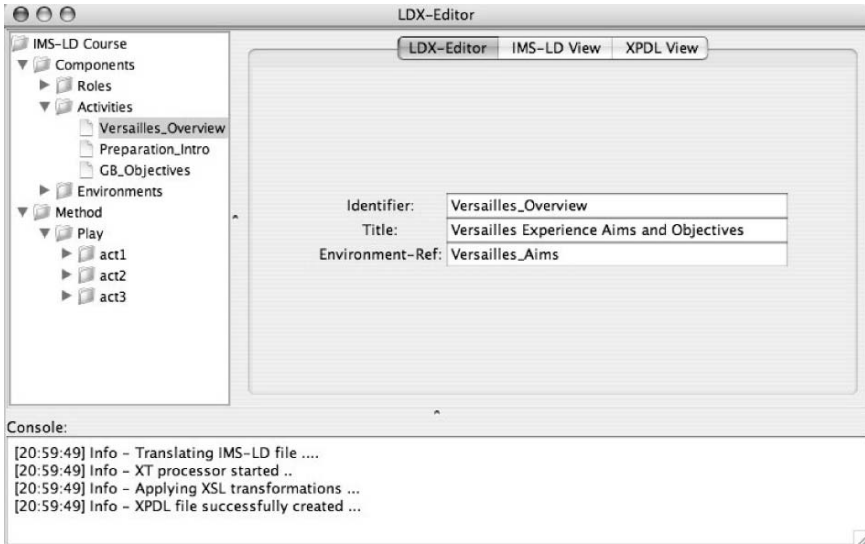 LDX-Editor
IMS-LD Course
Components
Roles
Activities
Versailles_Overview
Preparation_Intro
GB_Objectives
Environments
Method
Play
act1
act2
act3
LDX-Editor IMS-LD View XPDL View
Identifier: Versailles_Overview
Title: Versailles Experience Aims and Objectives
Environment-Ref: Versailles_Aims
Console:
[20:59:49] Info - Translating IMS-LD file ....
[20:59:49] Info - XT processor started ..
[20:59:49] Info - Applying XSL transformations ...
[20:59:49] Info - XPDL file successfully created ...